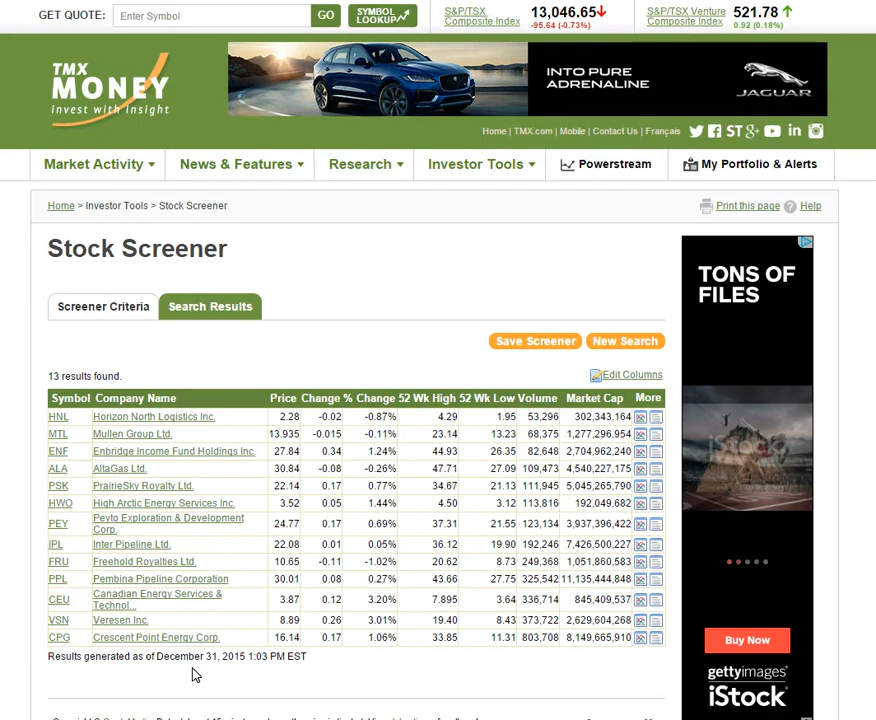 GET QUOTE: Enter Symbol GO SYMBOL LOOKUP S&P/TSX Composite Index 13,046.65 -95.64 (-0.73%) S&P/TSX Venture Composite Index 521.78 0.92 (0.18%)
TMX MONEY
invest with insight
INTO PURE
ADRENALINE
JAGUAR
Home | TMX.com | Mobile | Contact Us | Français
Market Activity News & Features Research Investor Tools Powerstream My Portfolio & Alerts
Home > Investor Tools > Stock Screener Print this page Help
Stock Screener
Screener Criteria Search Results
Save Screener New Search
13 results found. Edit Columns
Symbol Company Name Price Change % Change 52 Wk High 52 Wk Low Volume Market Cap More
HNL Horizon North Logistics Inc. 2.28 -0.02 -0.87% 4.29 1.95 53,296 302,343,164
MTL Mullen Group Ltd. 13.935 -0.015 -0.11% 23.14 13.23 68,375 1,277,296,954
ENF Enbridge Income Fund Holdings Inc. 27.84 0.34 1.24% 44.93 26.35 82,648 2,704,962,240
ALA AltaGas Ltd. 30.84 -0.08 -0.26% 47.71 27.09 109,473 4,540,227,175
PSK PrairieSky Royalty Ltd. 22.14 0.17 0.77% 34.67 21.13 111,945 5,045,265,790
HWO High Arctic Energy Services Inc. 3.52 0.05 1.44% 4.50 3.12 113,816 192,049,682
PEY Peyto Exploration & Development Corp. 24.77 0.17 0.69% 37.31 21.55 123,134 3,937,396,422
IPL Inter Pipeline Ltd. 22.08 0.01 0.05% 36.12 19.90 192,246 7,426,500,227
FRU Freehold Royalties Ltd. 10.65 -0.11 -1.02% 20.62 8.73 249,368 1,051,860,583
PPL Pembina Pipeline Corporation 30.01 0.08 0.27% 43.66 27.75 325,542 11,135,444,848
CEU Canadian Energy Services & Technol... 3.87 0.12 3.20% 7.895 3.64 336,714 845,409,537
VSN Veresen Inc. 8.89 0.26 3.01% 19.40 8.43 373,722 2,629,604,268
CPG Crescent Point Energy Corp. 16.14 0.17 1.06% 33.85 11.31 803,708 8,149,665,910
Results generated as of December 31, 2015 1:03 PM EST
TONS OF
FILES
Buy Now
gettyimages®
iStock